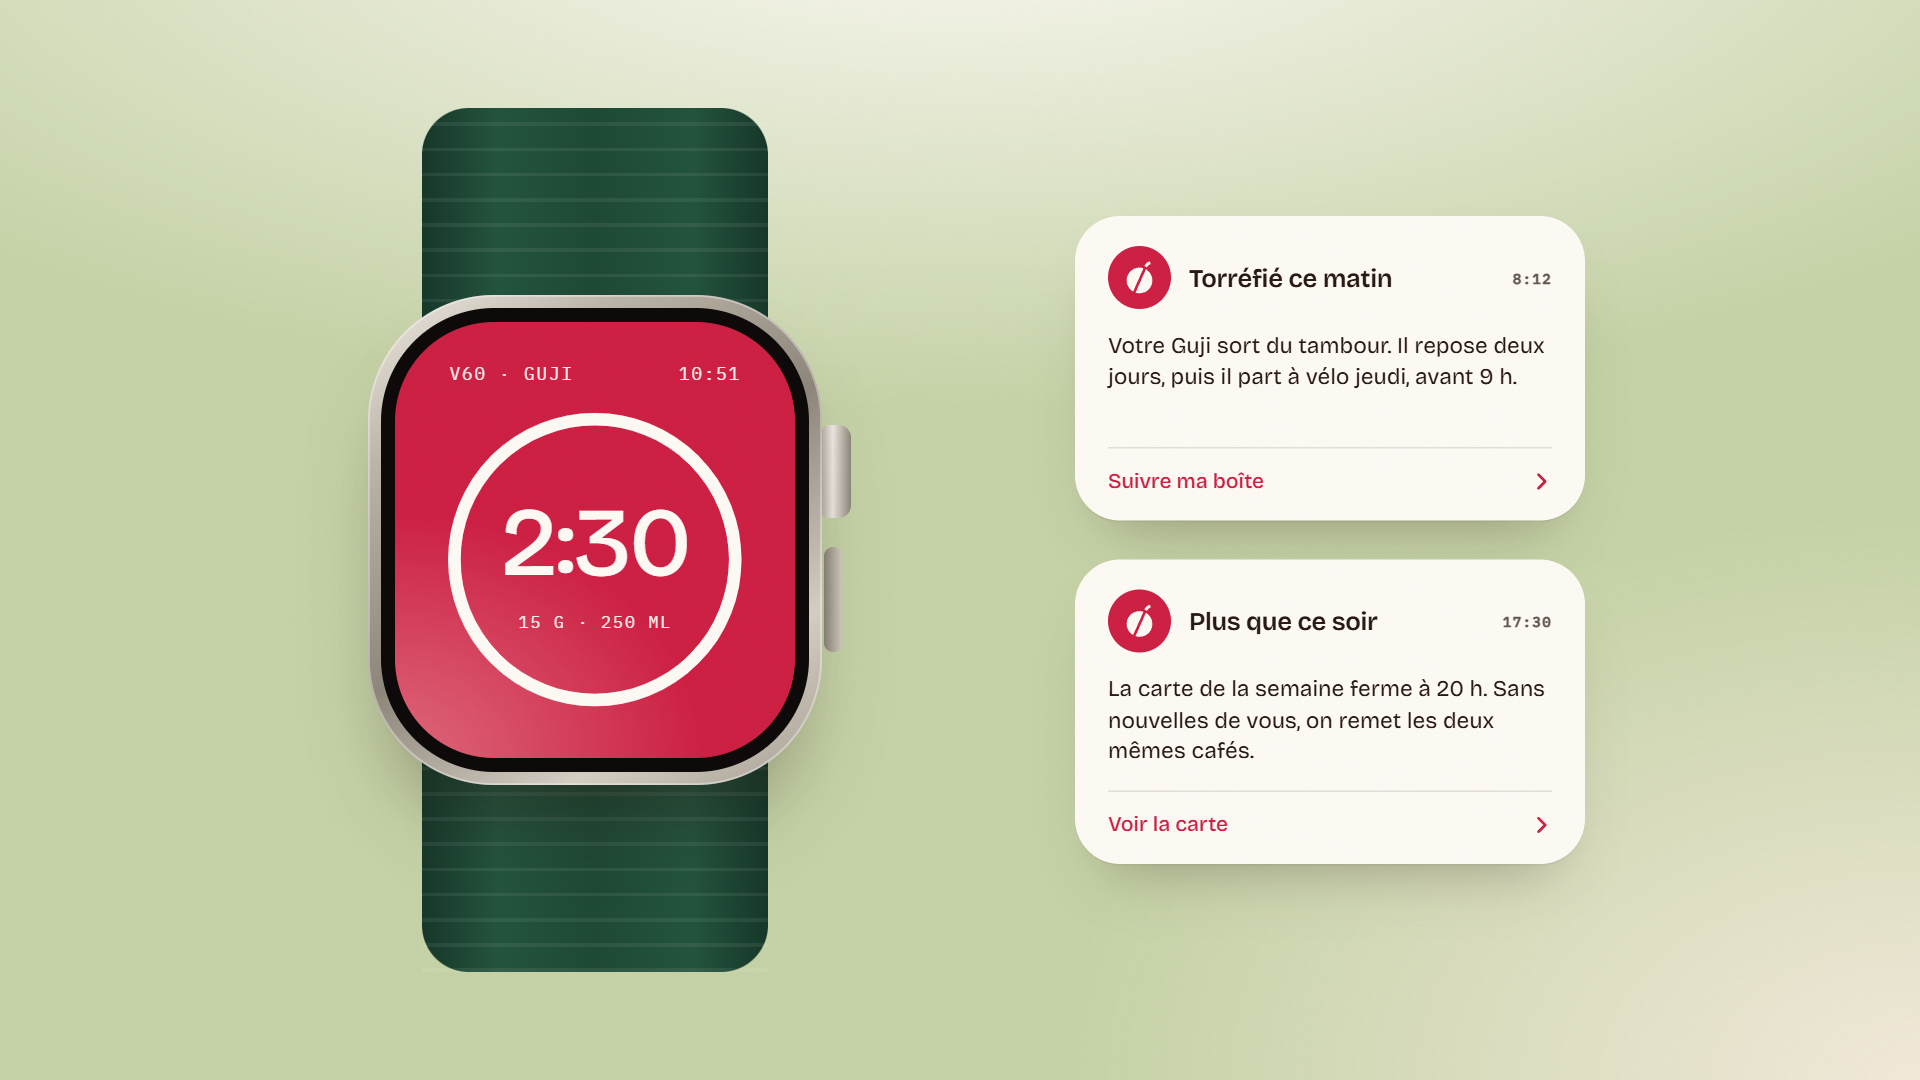 V60 · GUJI
10:51
2:30
15 G · 250 ML
Torréfié ce matin
8:12
Votre Guji sort du tambour. Il repose deux
jours, puis il part à vélo jeudi, avant 9 h.
Suivre ma boîte
Plus que ce soir
17:30
La carte de la semaine ferme à 20 h. Sans
nouvelles de vous, on remet les deux
mêmes cafés.
Voir la carte